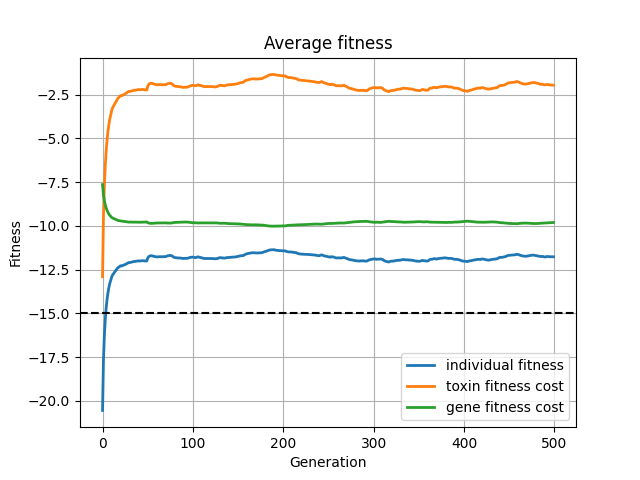 Average fitness
Fitness
−2.5
−5.0
−7.5
−10.0
−12.5
−15.0
−17.5
−20.0
individual fitness
toxin fitness cost
gene fitness cost
0 100 200 300 400 500
Generation